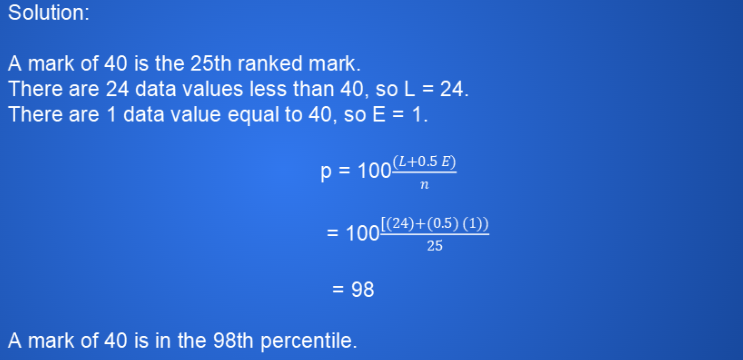 Solution:
A mark of 40 is the 25th ranked mark.
There are 24 data values less than 40, so L = 24.
There are 1 data value equal to 40, so E = 1.
p = 100 (L+0.5 E) / n
= 100 [(24)+(0.5) (1)) / 25
= 98
A mark of 40 is in the 98th percentile.